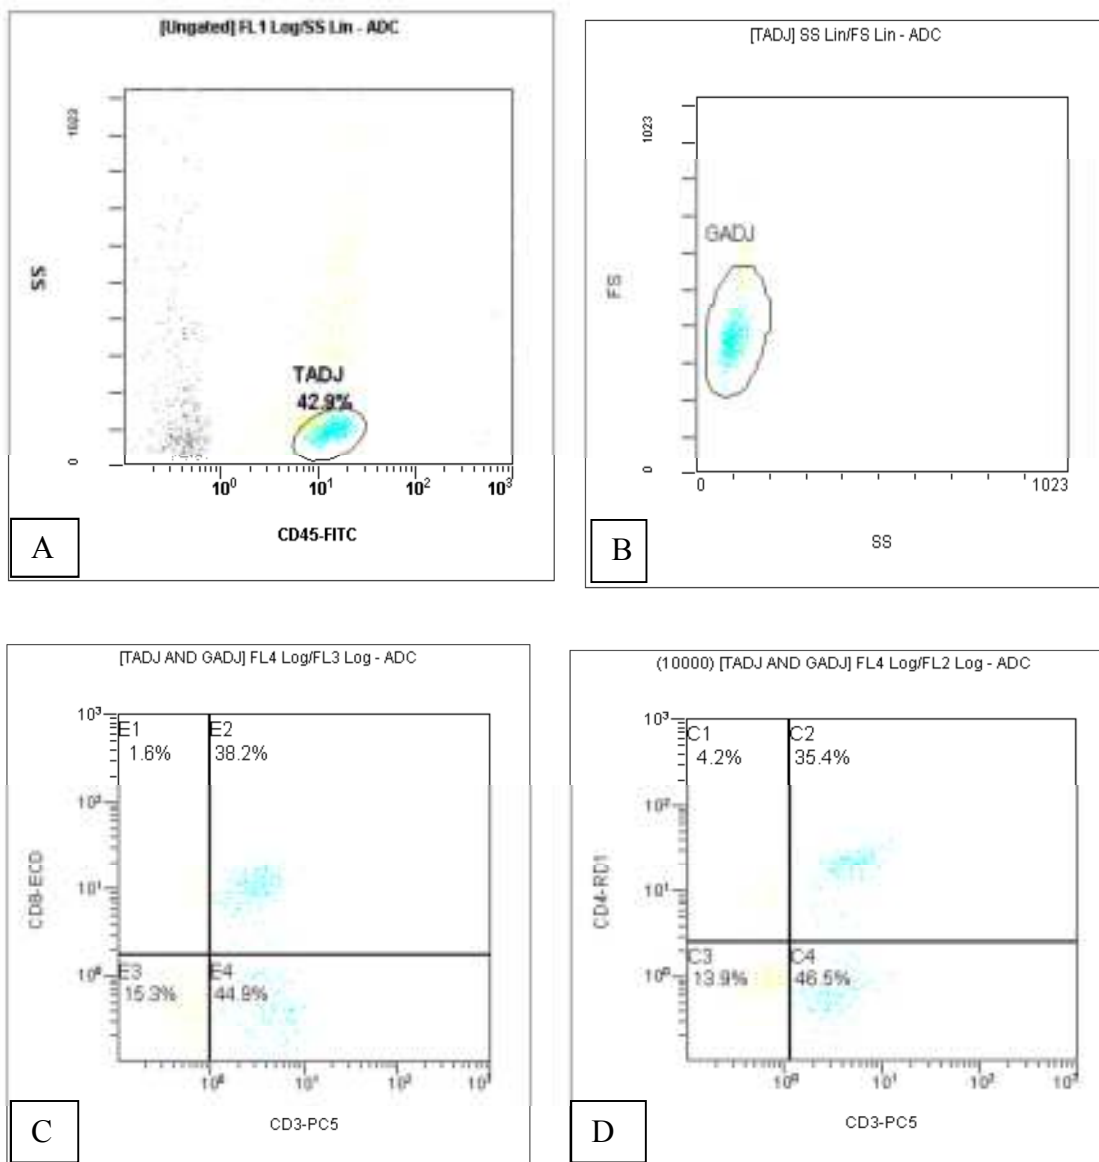 [Ungated] FL1 Log/SS Lin - ADC
1023
SS
0
TADJ
42.9%
10⁰ 10¹ 10² 10³
CD45-FITC
A
[TADJ] SS Lin/FS Lin - ADC
1023
GADJ
FS
0
0 1023
SS
B
[TADJ AND GADJ] FL4 Log/FL3 Log - ADC
10³
E1 E2
1.6% 38.2%
10²
CD8-ECD
10¹
E3 E4
10⁰
15.3% 44.9%
10⁰ 10¹ 10²
CD3-PC5
C
(10000) [TADJ AND GADJ] FL4 Log/FL2 Log - ADC
10³
C1 C2
4.2% 35.4%
10²
CD4-RD1
10¹
C3 C4
10⁰
13.9% 46.5%
10⁰ 10¹ 10² 10³
CD3-PC5
D